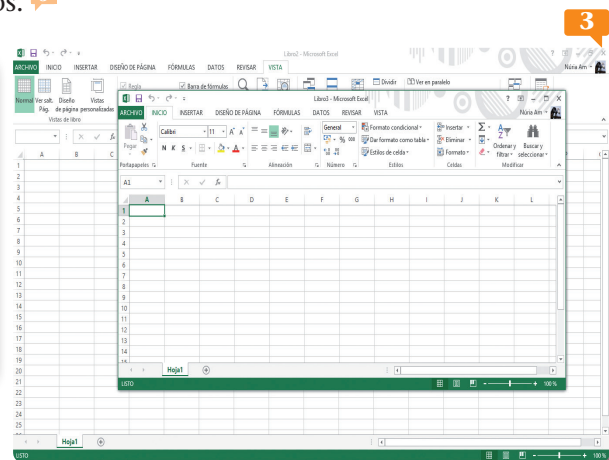 os.
3
Libro2 - Microsoft Excel
Núria Am
ARCHIVO INICIO INSERTAR DISEÑO DE PÁGINA FÓRMULAS DATOS REVISAR VISTA
Normal Ver salt. Pág. Diseño de página Vistas personalizadas
Regla Barra de fórmulas Dividir Ver en paralelo
Vistas de libro
A B C
1
2
3
4
5
6
7
8
9
10
11
12
13
14
15
16
17
18
19
20
21
22
23
24
25
Hoja1
LISTO 100%
Libro3 - Microsoft Excel
ARCHIVO INICIO INSERTAR DISEÑO DE PÁGINA FÓRMULAS DATOS REVISAR VISTA Núria Am
Pegar Calibri 11 A A General Formato condicional Insertar Ordenar y filtrar Buscar y seleccionar
N K S % 000 Dar formato como tabla Eliminar
Estilos de celda Formato
Portapapeles Fuente Alineación Número Estilos Celdas Modificar
A1 fx
A B C D E F G H I J K L
1
2
3
4
5
6
7
8
9
10
11
12
13
14
15
Hoja1
LISTO 100%